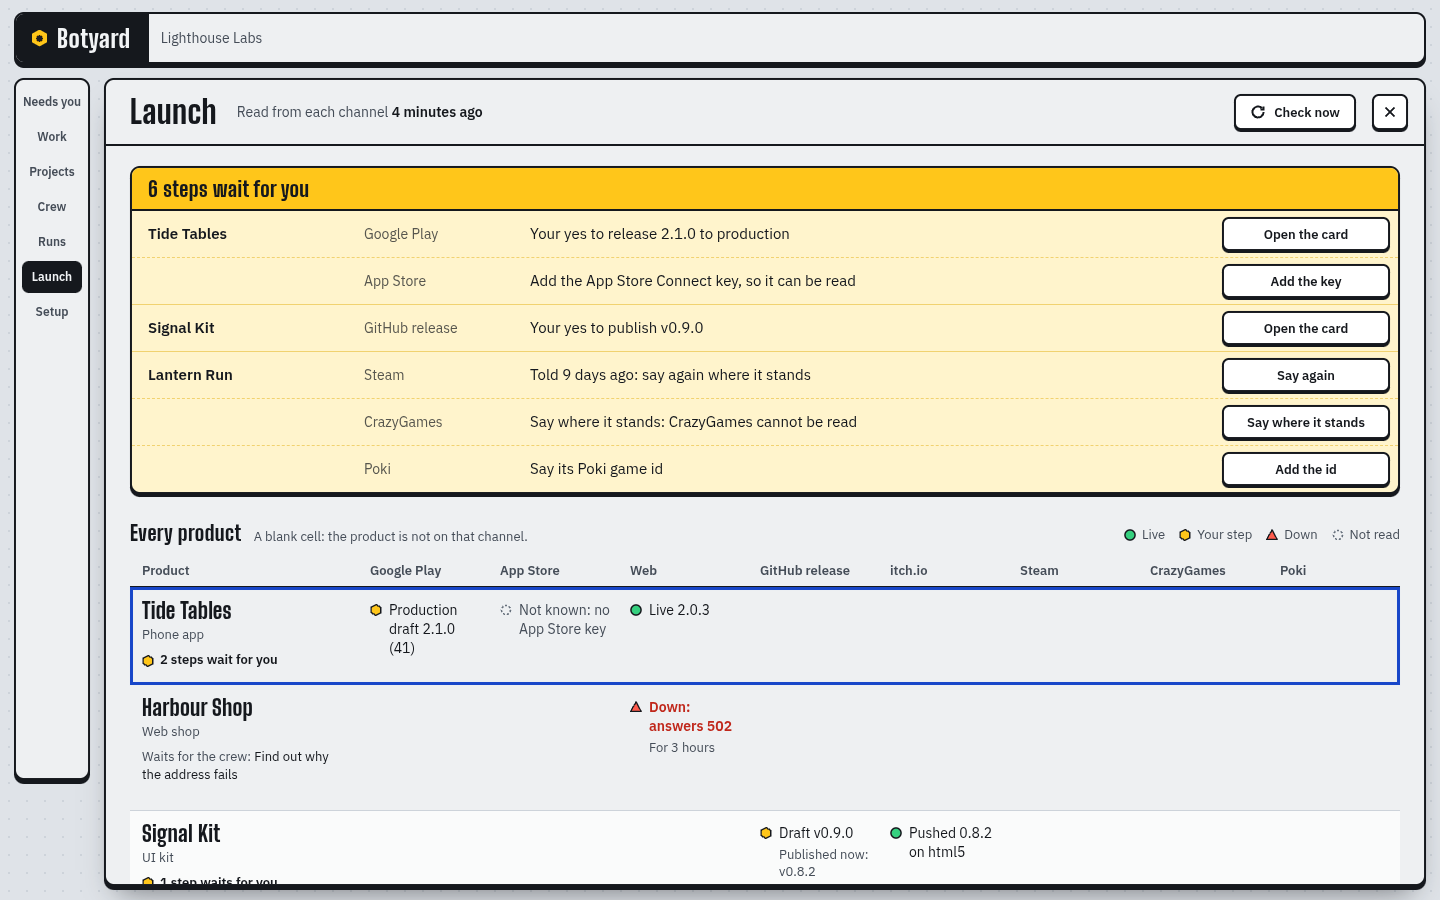 Botyard
Lighthouse Labs
Needs you
Work
Projects
Crew
Runs
Launch
Setup
Launch
Read from each channel 4 minutes ago
Check now
6 steps wait for you
Tide Tables Google Play Your yes to release 2.1.0 to production Open the card
App Store Add the App Store Connect key, so it can be read Add the key
Signal Kit GitHub release Your yes to publish v0.9.0 Open the card
Lantern Run Steam Told 9 days ago: say again where it stands Say again
CrazyGames Say where it stands: CrazyGames cannot be read Say where it stands
Poki Say its Poki game id Add the id
Every product A blank cell: the product is not on that channel. Live Your step Down Not read
Product Google Play App Store Web GitHub release itch.io Steam CrazyGames Poki
Tide Tables
Phone app
2 steps wait for you
Production
draft 2.1.0
(41)
Not known: no
App Store key
Live 2.0.3
Harbour Shop
Web shop
Waits for the crew: Find out why
the address fails
Down:
answers 502
For 3 hours
Signal Kit
UI kit
1 step waits for you
Draft v0.9.0
Published now:
v0.8.2
Pushed 0.8.2
on html5